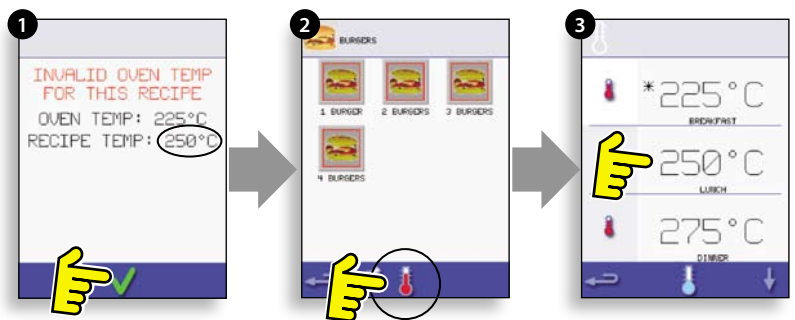 1
INVALID OVEN TEMP
FOR THIS RECIPE
OVEN TEMP: 225°C
RECIPE TEMP: 250°C
2
BURGERS
1 BURGER
2 BURGERS
3 BURGERS
4 BURGERS
3
*225°C
BREAKFAST
250°C
LUNCH
275°C
DINNER